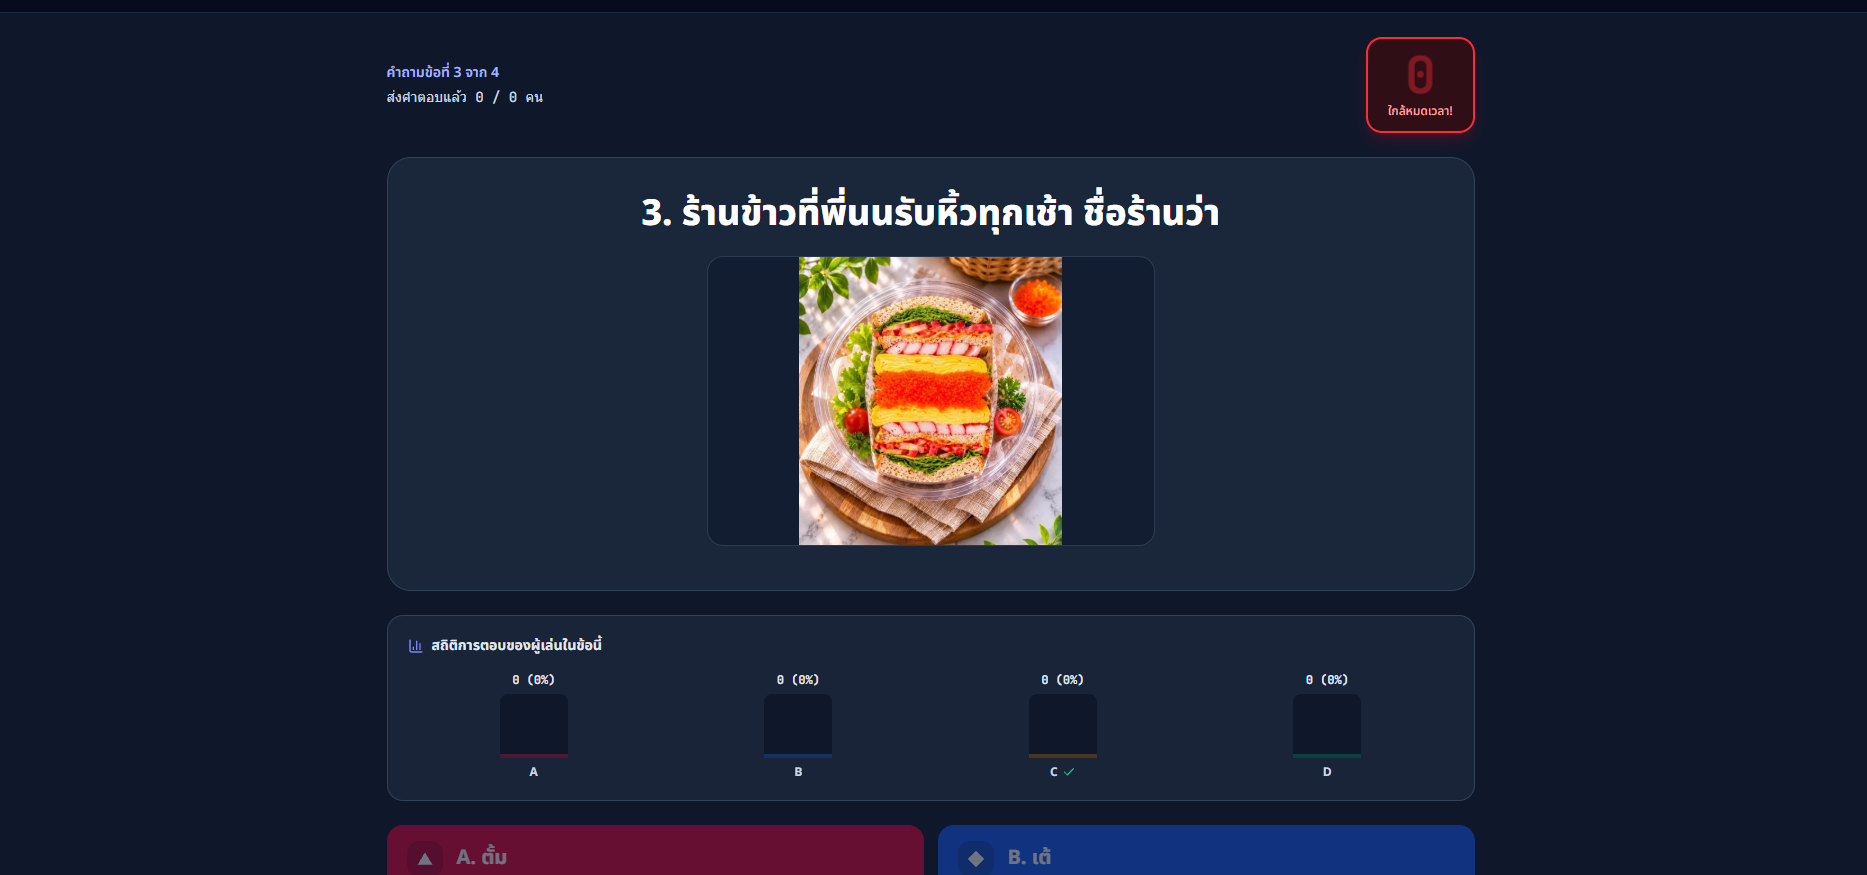 คำถามข้อที่ 3 จาก 4
ส่งคำตอบแล้ว 0 / 0 คน
0
ใกล้หมดเวลา!
3. ร้านข้าวที่พี่นนรับหิ้วทุกเช้า ชื่อร้านว่า
สถิติการตอบของผู้เล่นในข้อนี้
0 (0%) 0 (0%) 0 (0%) 0 (0%)
A B C ✓ D
A. ตั้ม
B. เต้